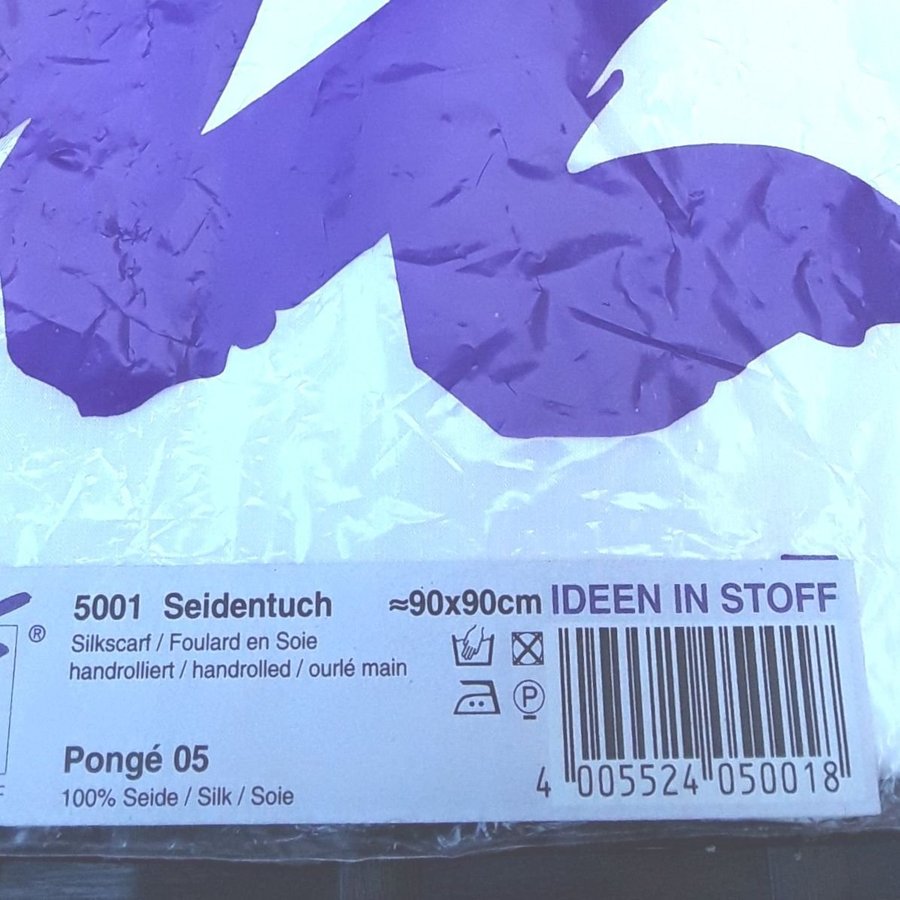 5001 Seidentuch ≈90x90cm IDEEN IN STOFF
®
Silkscarf / Foulard en Soie
handrolliert / handrolled / ourlé main
P
Pongé 05
100% Seide / Silk / Soie
4 005524 050018